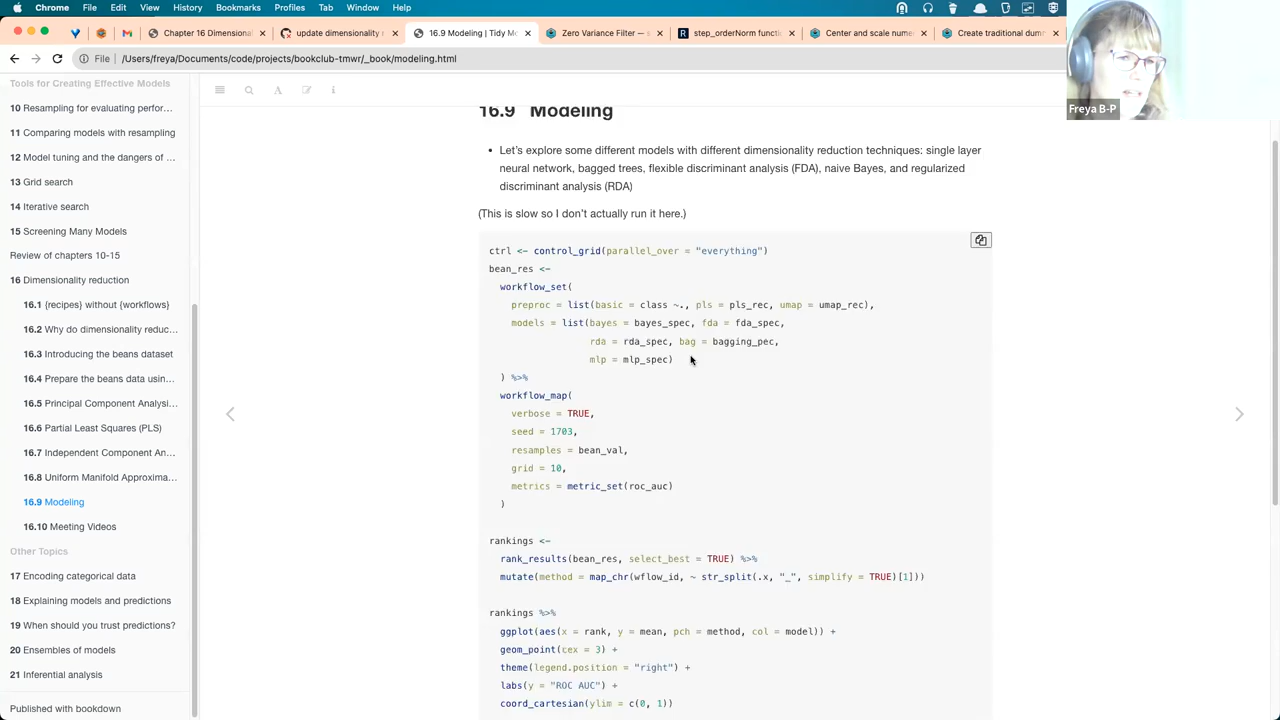 Chrome File Edit View History Bookmarks Profiles Tab Window Help
Chapter 16 Dimensional
update dimensionality r
16.9 Modeling | Tidy Mo
Zero Variance Filter — s
step_orderNorm functi
Center and scale nume
Create traditional dum
File /Users/freya/Documents/code/projects/bookclub-tmwr/_book/modeling.html
Freya B-P
Tools for Creating Effective Models
10 Resampling for evaluating perfor...
11 Comparing models with resampling
12 Model tuning and the dangers of ...
13 Grid search
14 Iterative search
15 Screening Many Models
Review of chapters 10-15
16 Dimensionality reduction
16.1 {recipes} without {workflows}
16.2 Why do dimensionality reduc...
16.3 Introducing the beans dataset
16.4 Prepare the beans data usin...
16.5 Principal Component Analysi...
16.6 Partial Least Squares (PLS)
16.7 Independent Component An...
16.8 Uniform Manifold Approxima...
16.9 Modeling
16.10 Meeting Videos
Other Topics
17 Encoding categorical data
18 Explaining models and predictions
19 When should you trust predictions?
20 Ensembles of models
21 Inferential analysis
Published with bookdown
16.9 Modeling
• Let's explore some different models with different dimensionality reduction techniques: single layer
neural network, bagged trees, flexible discriminant analysis (FDA), naive Bayes, and regularized
discriminant analysis (RDA)
(This is slow so I don't actually run it here.)
ctrl <- control_grid(parallel_over = "everything")
bean_res <-
workflow_set(
preproc = list(basic = class ~., pls = pls_rec, umap = umap_rec),
models = list(bayes = bayes_spec, fda = fda_spec,
rda = rda_spec, bag = bagging_pec,
mlp = mlp_spec)
) %>%
workflow_map(
verbose = TRUE,
seed = 1703,
resamples = bean_val,
grid = 10,
metrics = metric_set(roc_auc)
)
rankings <-
rank_results(bean_res, select_best = TRUE) %>%
mutate(method = map_chr(wflow_id, ~ str_split(.x, "_", simplify = TRUE)[1]))
rankings %>%
ggplot(aes(x = rank, y = mean, pch = method, col = model)) +
geom_point(cex = 3) +
theme(legend.position = "right") +
labs(y = "ROC AUC") +
coord_cartesian(ylim = c(0, 1))